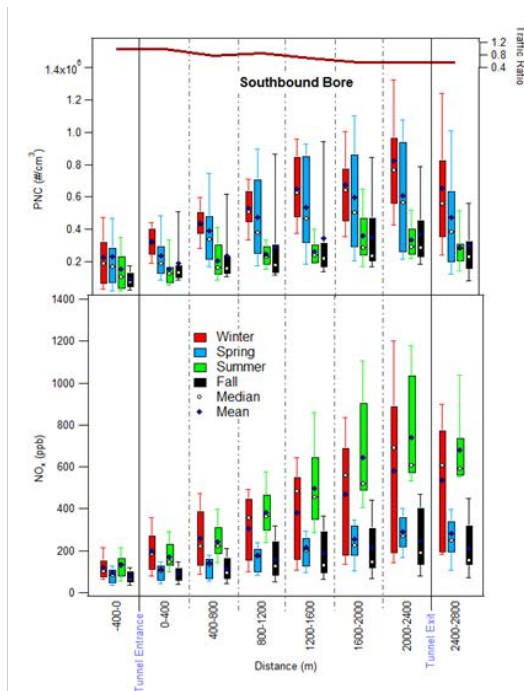 1.2
0.8
0.4
Traffic Ratio
1.4x10⁶
Southbound Bore
1.2
1.0
0.8
0.6
0.4
0.2
0.0
PNC (#/cm³)
1400
1200
1000
800
600
400
200
0
NOₓ (ppb)
Winter
Spring
Summer
Fall
Median
Mean
-400-0
Tunnel Entrance
0-400
400-800
800-1200
1200-1600
1600-2000
2000-2400
Tunnel Exit
2400-2800
Distance (m)